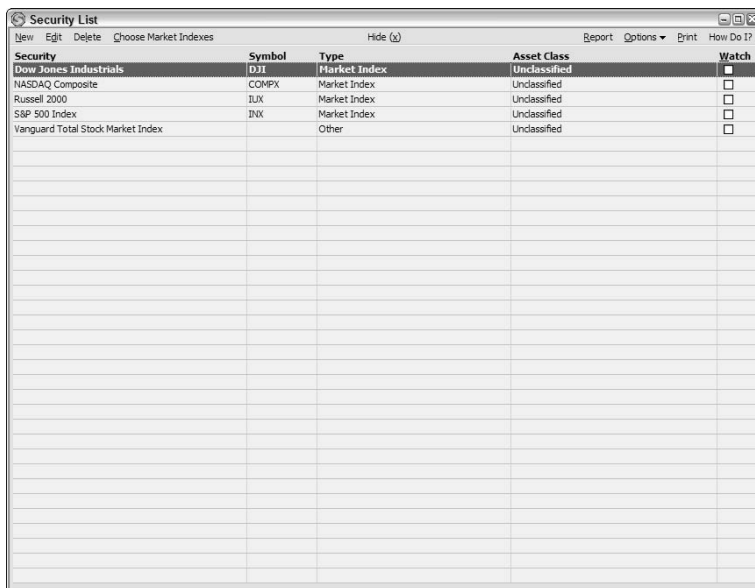 Security List
New Edit Delete Choose Market Indexes Hide (x) Report Options Print How Do I?
Security Symbol Type Asset Class Watch
Dow Jones Industrials DJI Market Index Unclassified
NASDAQ Composite COMPX Market Index Unclassified
Russell 2000 IUX Market Index Unclassified
S&P 500 Index INX Market Index Unclassified
Vanguard Total Stock Market Index Other Unclassified